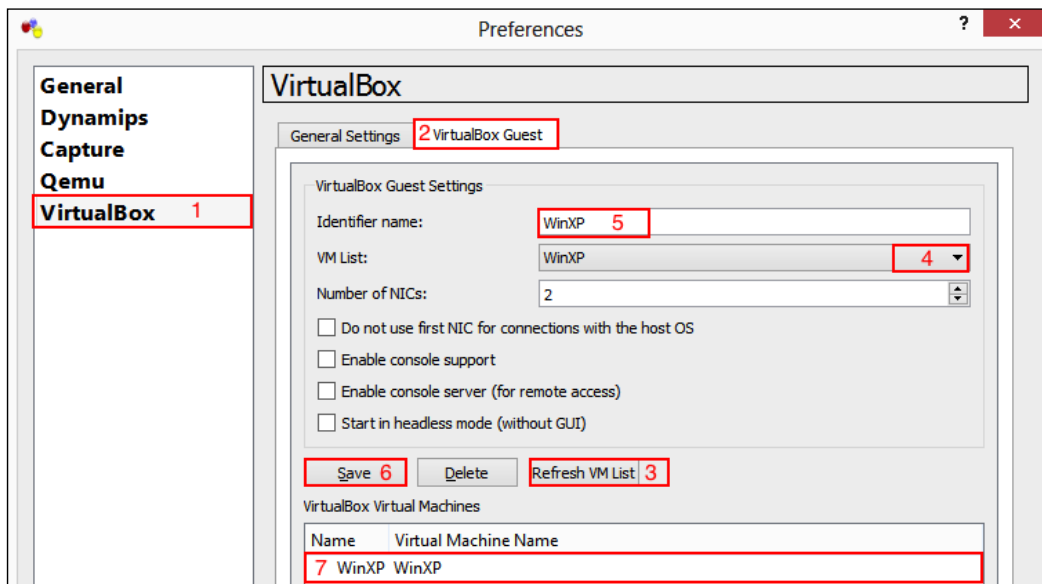 Preferences
?
×
General
Dynamips
Capture
Qemu
VirtualBox 1
VirtualBox
General Settings
2 VirtualBox Guest
VirtualBox Guest Settings
Identifier name: WinXP 5
VM List: WinXP 4
Number of NICs: 2
Do not use first NIC for connections with the host OS
Enable console support
Enable console server (for remote access)
Start in headless mode (without GUI)
Save 6 Delete Refresh VM List 3
VirtualBox Virtual Machines
Name Virtual Machine Name
7 WinXP WinXP